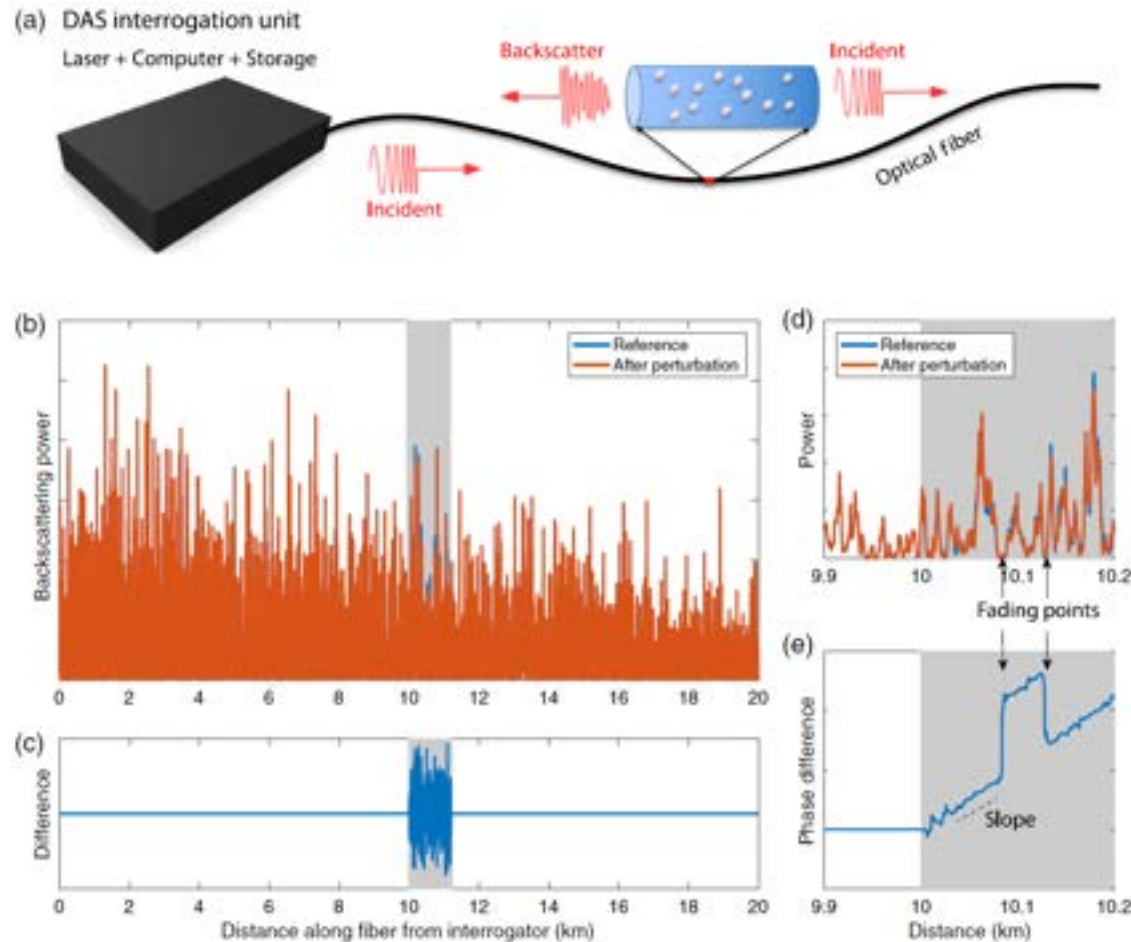 (a) DAS interrogation unit
Laser + Computer + Storage
Backscatter
Incident
Incident
Optical fiber
(b)
Reference
After perturbation
Backscattering power
0 2 4 6 8 10 12 14 16 18 20
(c)
Difference
0 2 4 6 8 10 12 14 16 18 20
Distance along fiber from interrogator (km)
(d)
Reference
After perturbation
Power
9.9 10 10.1 10.2
Fading points
(e)
Phase difference
Slope
9.9 10 10.1 10.2
Distance (km)